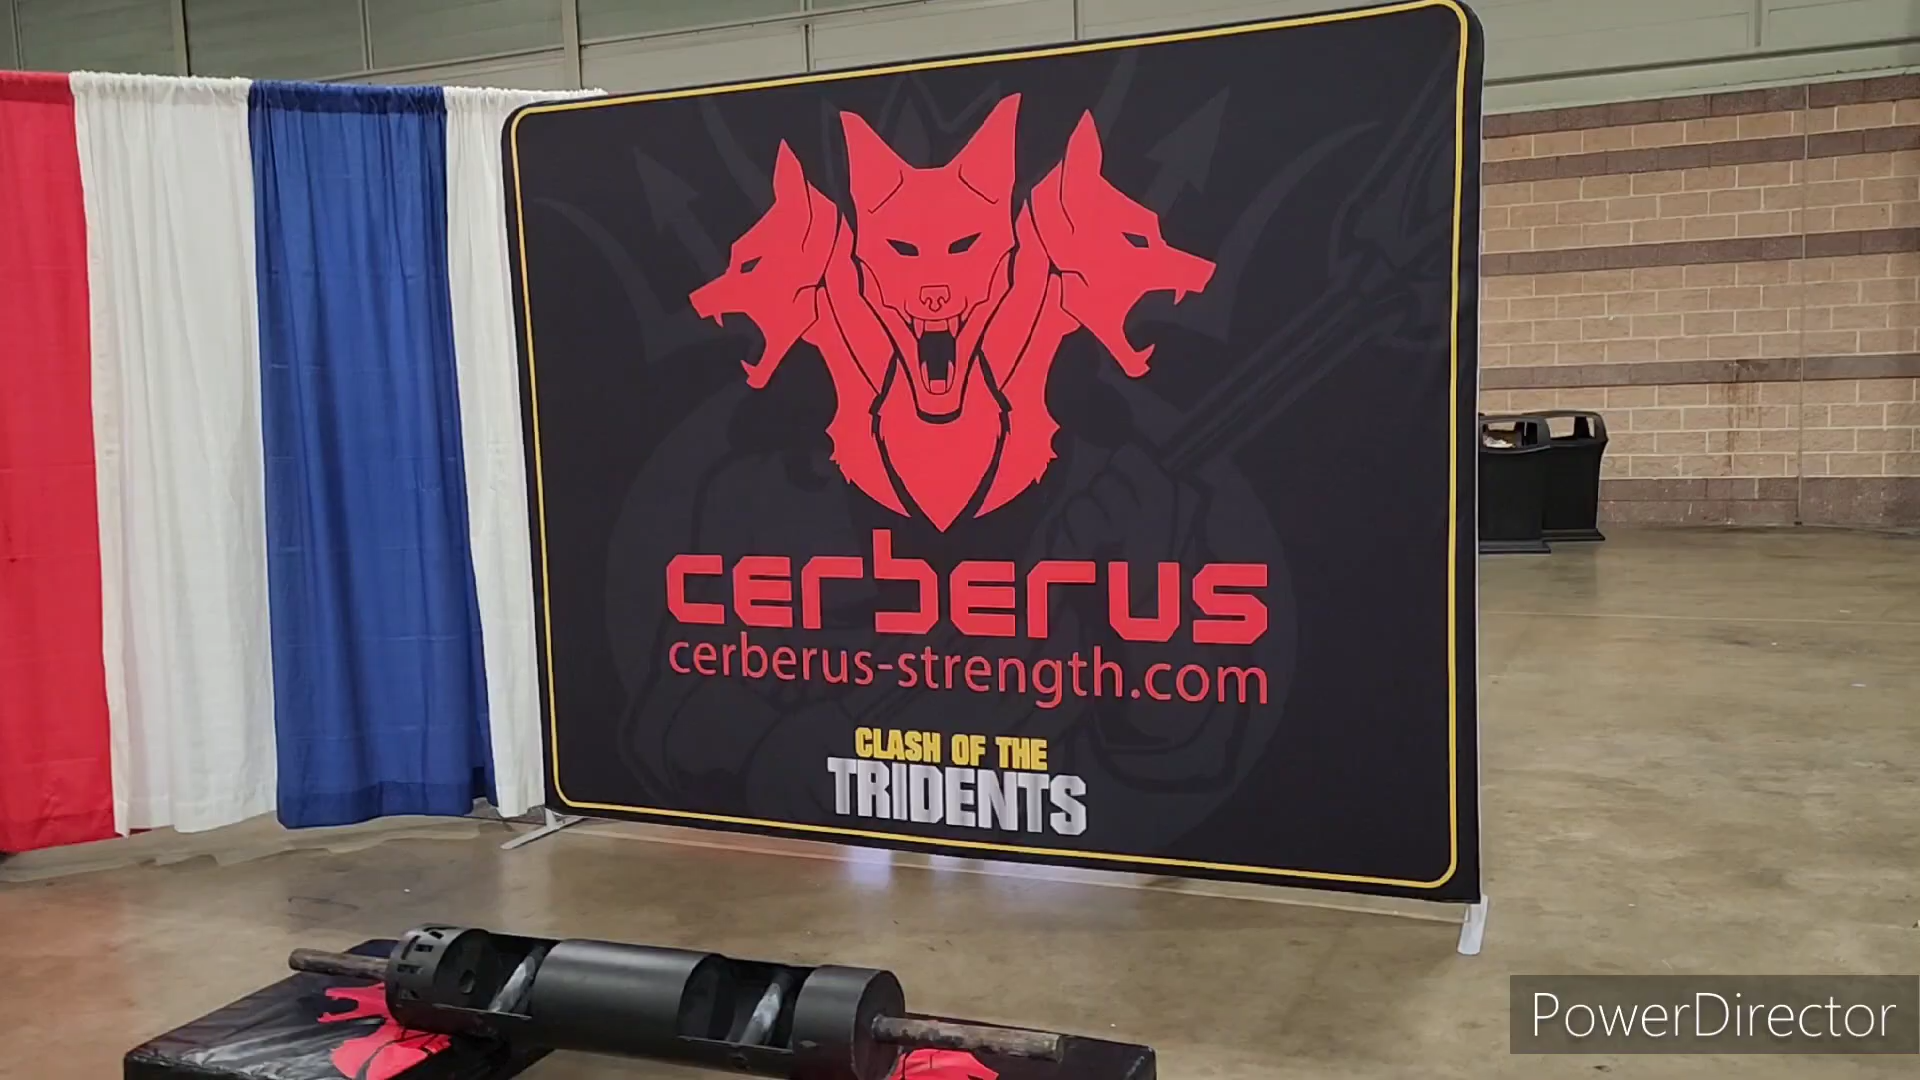 cerberus
cerberus-strength.com
CLASH OF THE
TRIDENTS
PowerDirector